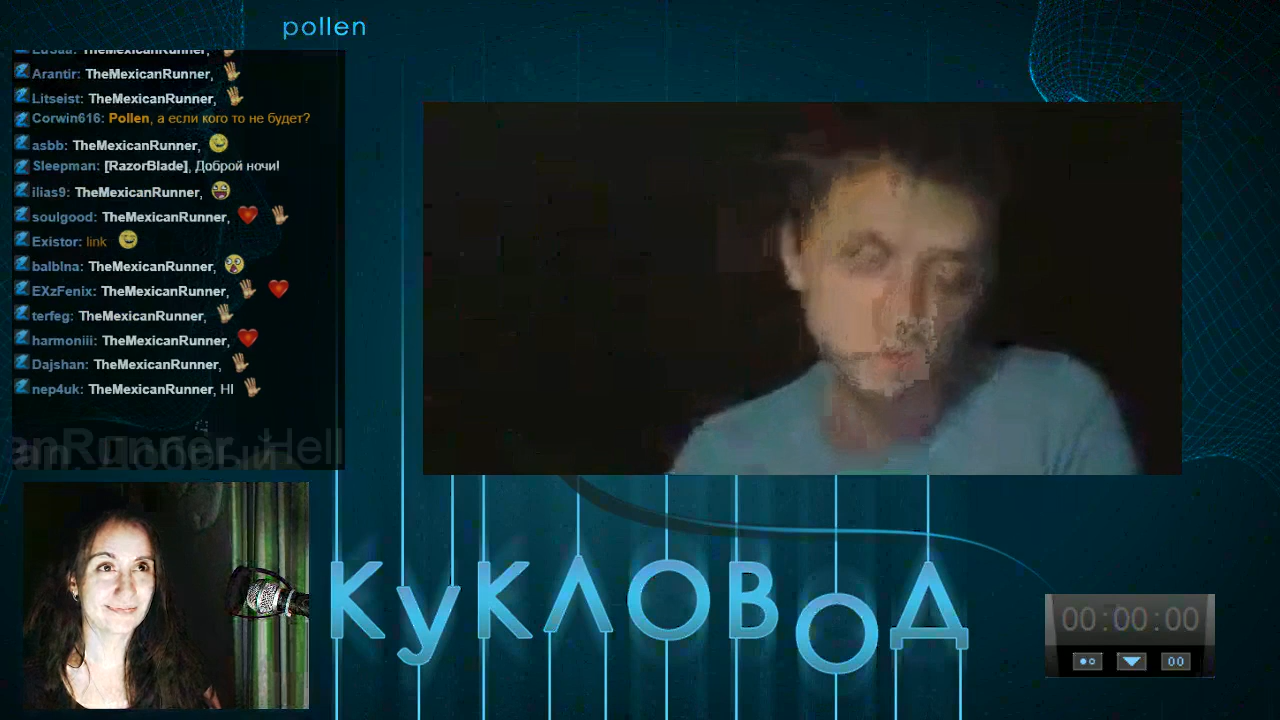 pollen
Arantir: TheMexicanRunner,
Litseist: TheMexicanRunner,
Corwin616: Pollen, а если кого то не будет?
asbb: TheMexicanRunner,
Sleepman: [RazorBlade], Доброй ночи!
ilias9: TheMexicanRunner,
soulgood: TheMexicanRunner,
Existor: link
balblna: TheMexicanRunner,
EXzFenix: TheMexicanRunner,
terfeg: TheMexicanRunner,
harmoniii: TheMexicanRunner,
Dajshan: TheMexicanRunner,
nep4uk: TheMexicanRunner, HI
anRunner, Hell
КУКЛОВОД
00:00:00
00